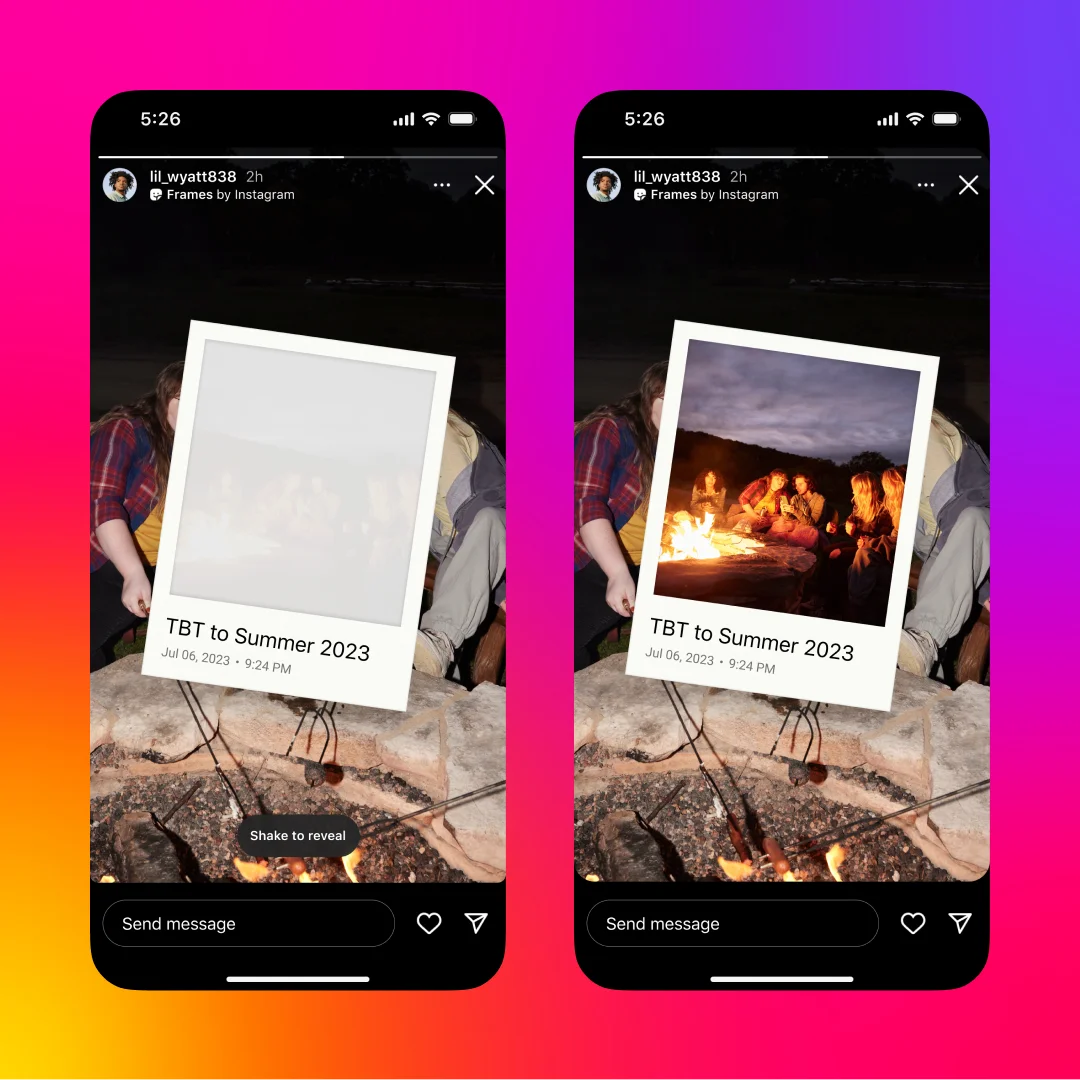 5:26
lil_wyatt838 2h
Frames by Instagram
TBT to Summer 2023
Jul 06, 2023 • 9:24 PM
Shake to reveal
Send message
5:26
lil_wyatt838 2h
Frames by Instagram
TBT to Summer 2023
Jul 06, 2023 • 9:24 PM
Send message